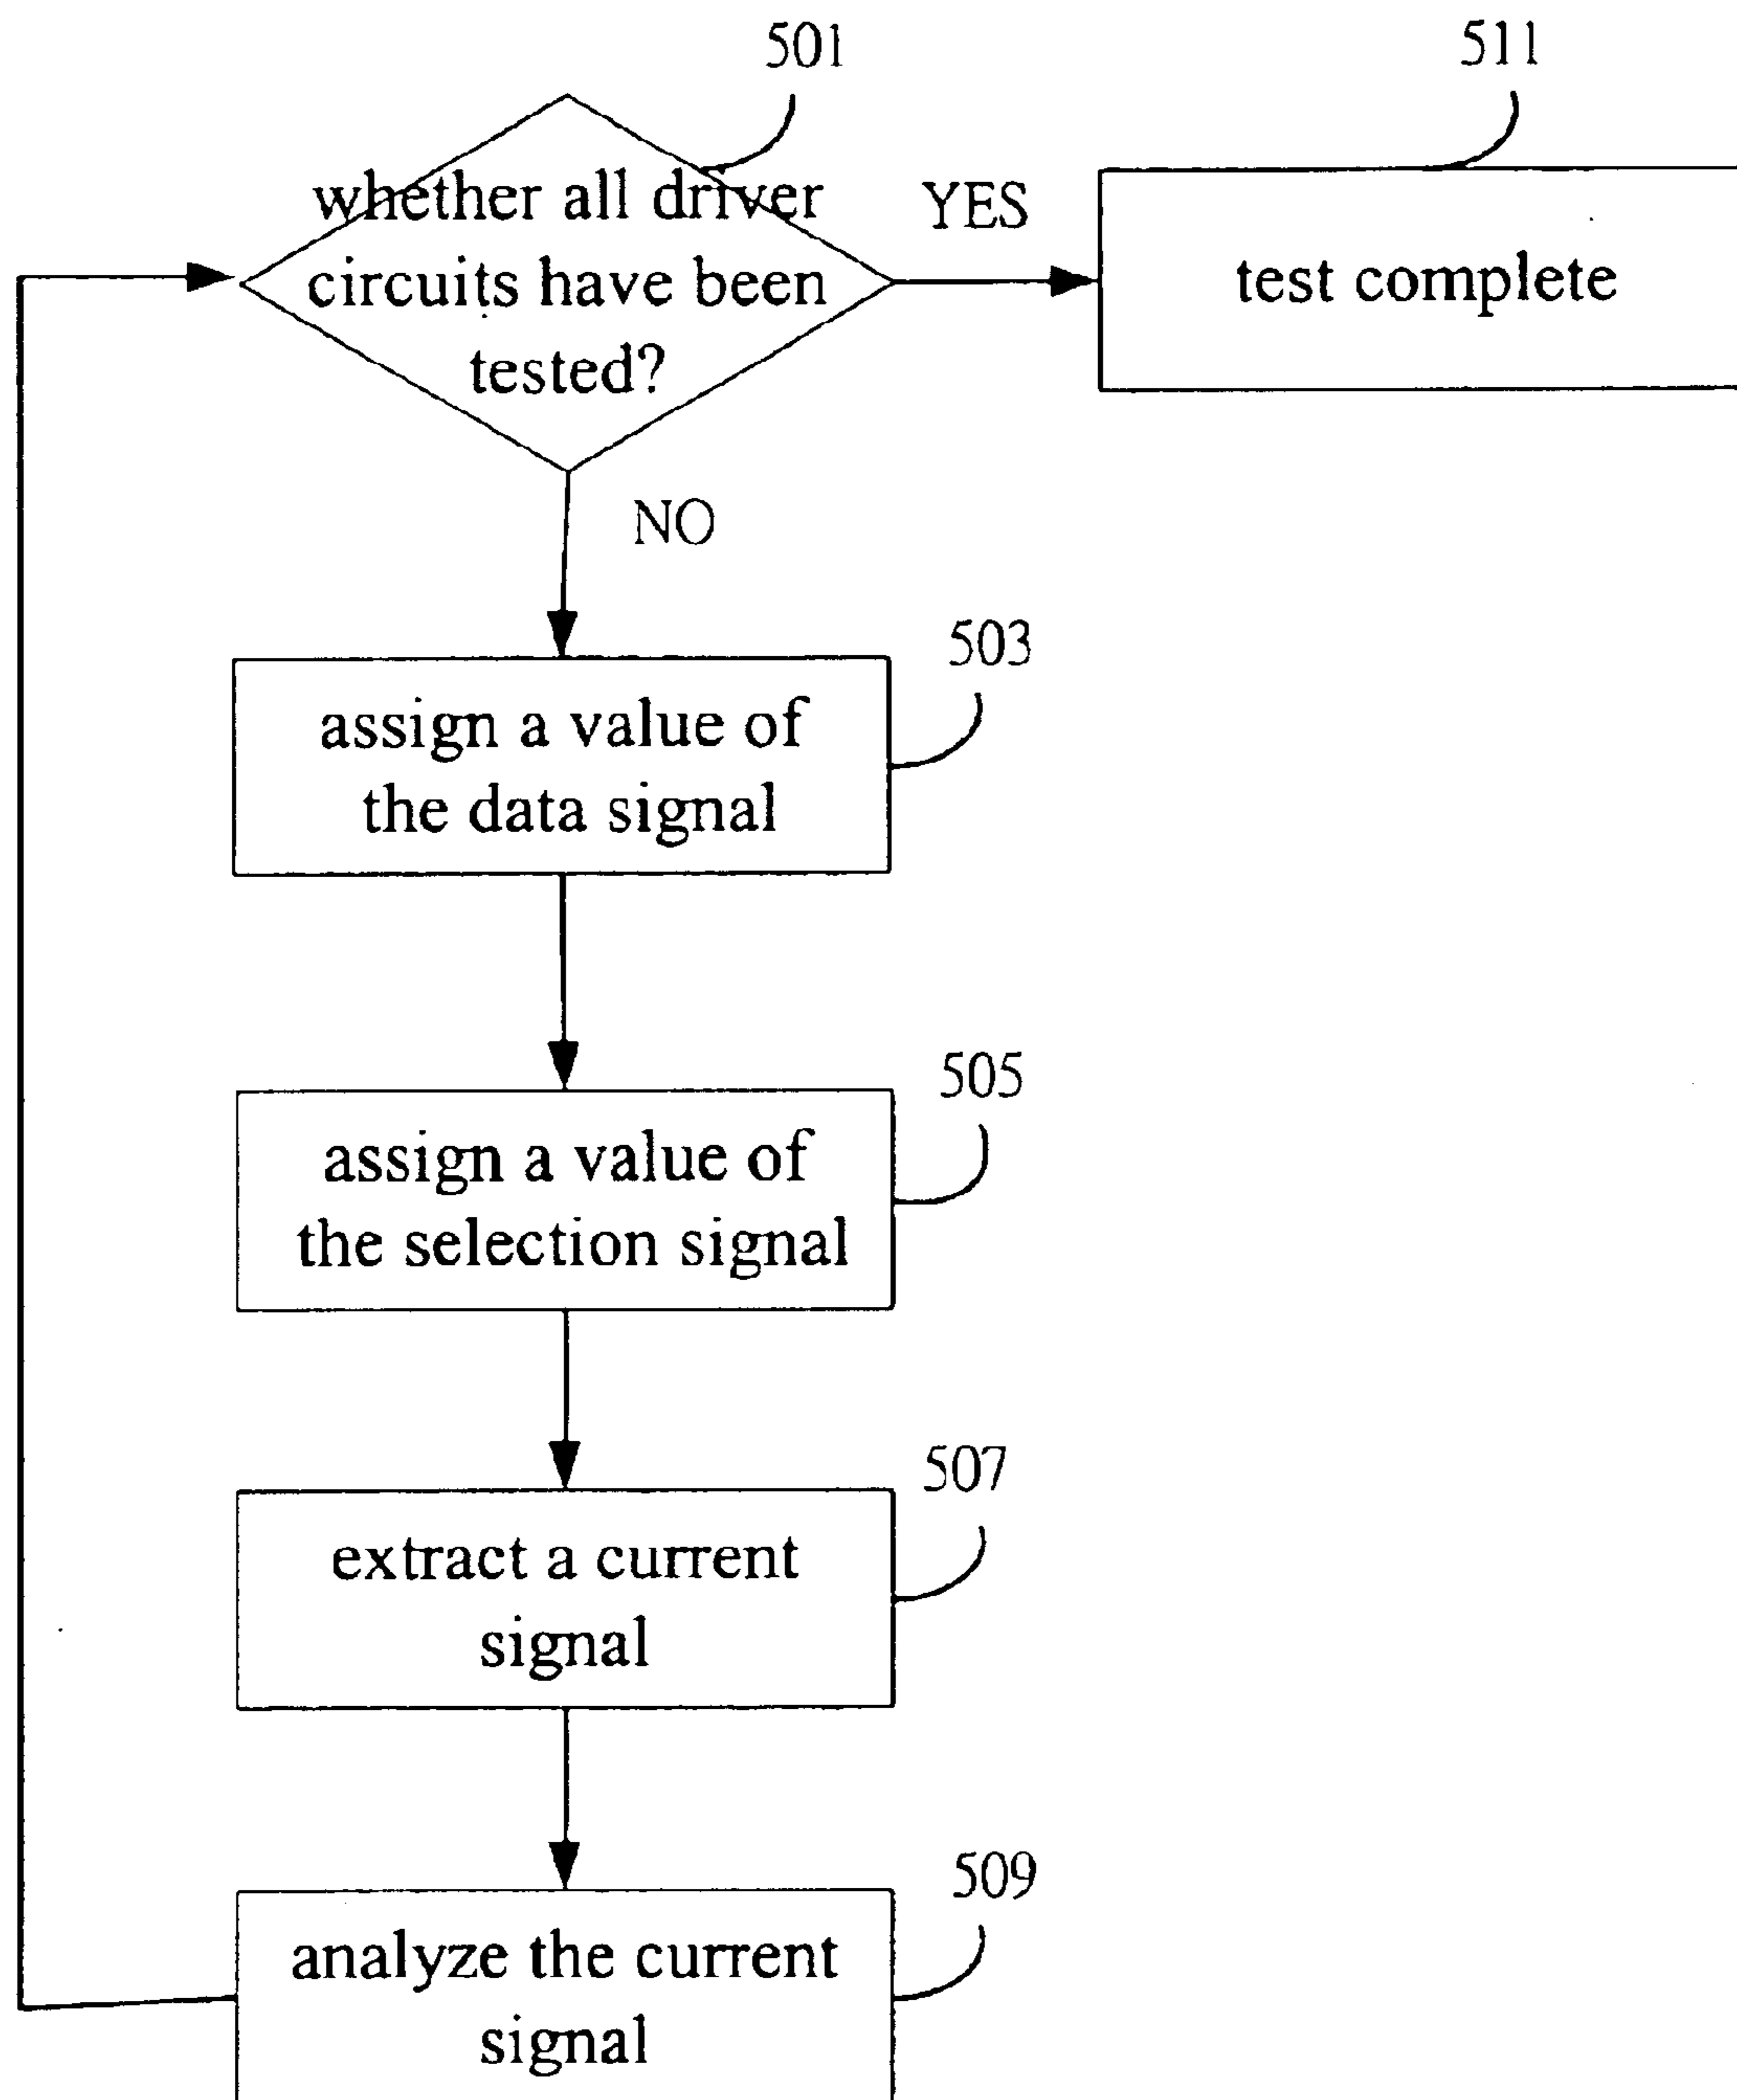 501
511
whether all driver
circuits have been
tested?
YES
test complete
NO
503
assign a value of
the data signal
505
assign a value of
the selection signal
507
extract a current
signal
509
analyze the current
signal